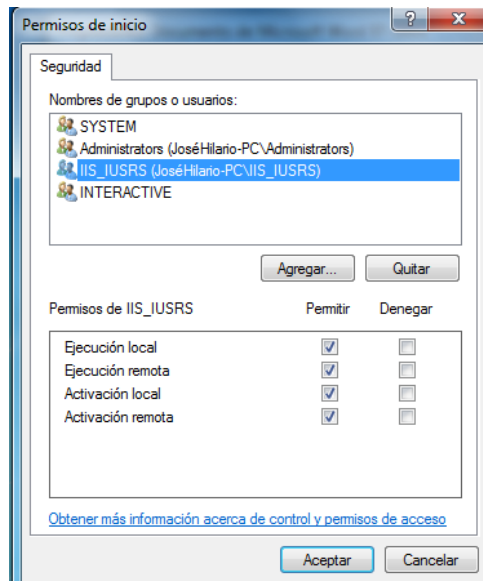 Permisos de inicio
Seguridad
Nombres de grupos o usuarios:
SYSTEM
Administrators (JoséHilario-PC\Administrators)
IIS_IUSRS (JoséHilario-PC\IIS_IUSRS)
INTERACTIVE
Agregar... Quitar
Permisos de IIS_IUSRS Permitir Denegar
Ejecución local
Ejecución remota
Activación local
Activación remota
Obtener más información acerca de control y permisos de acceso
Aceptar Cancelar